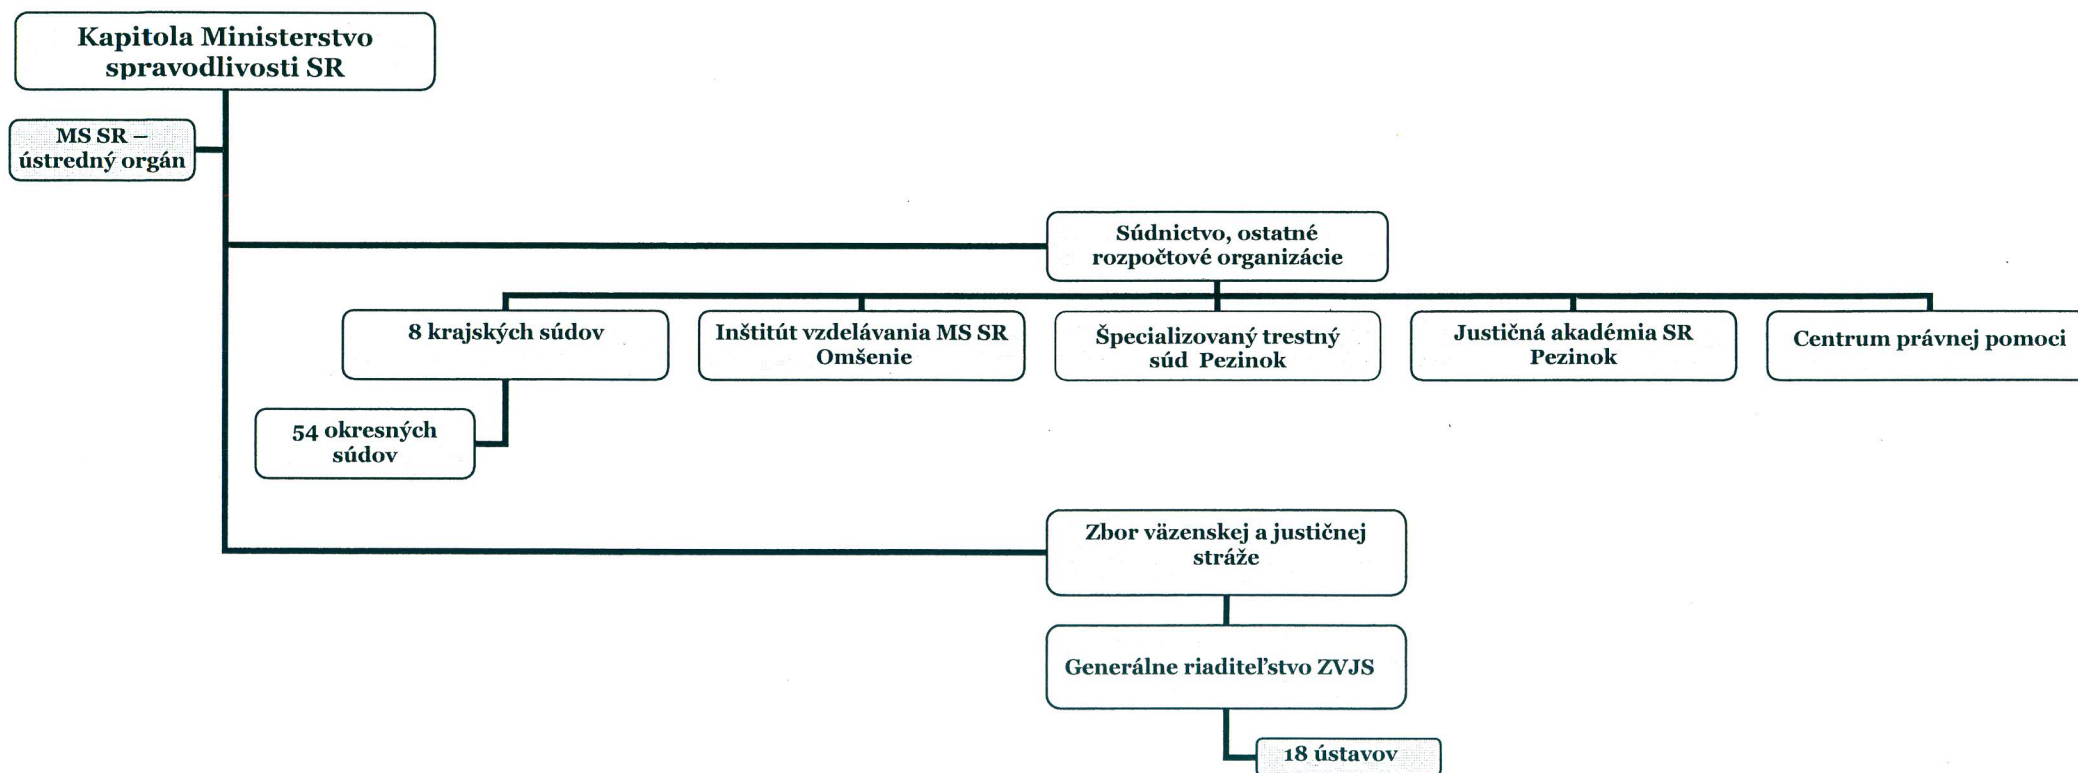 Kapitola Ministerstvo
spravodlivosti SR
MS SR –
ústredný orgán
Súdnictvo, ostatné
rozpočtové organizácie
8 krajských súdov
Inštitút vzdelávania MS SR
Omšenie
Špecializovaný trestný
súd Pezinok
Justičná akadémia SR
Pezinok
Centrum právnej pomoci
54 okresných
súdov
Zbor väzenskej a justičnej
stráže
Generálne riaditeľstvo ZVJS
18 ústavov